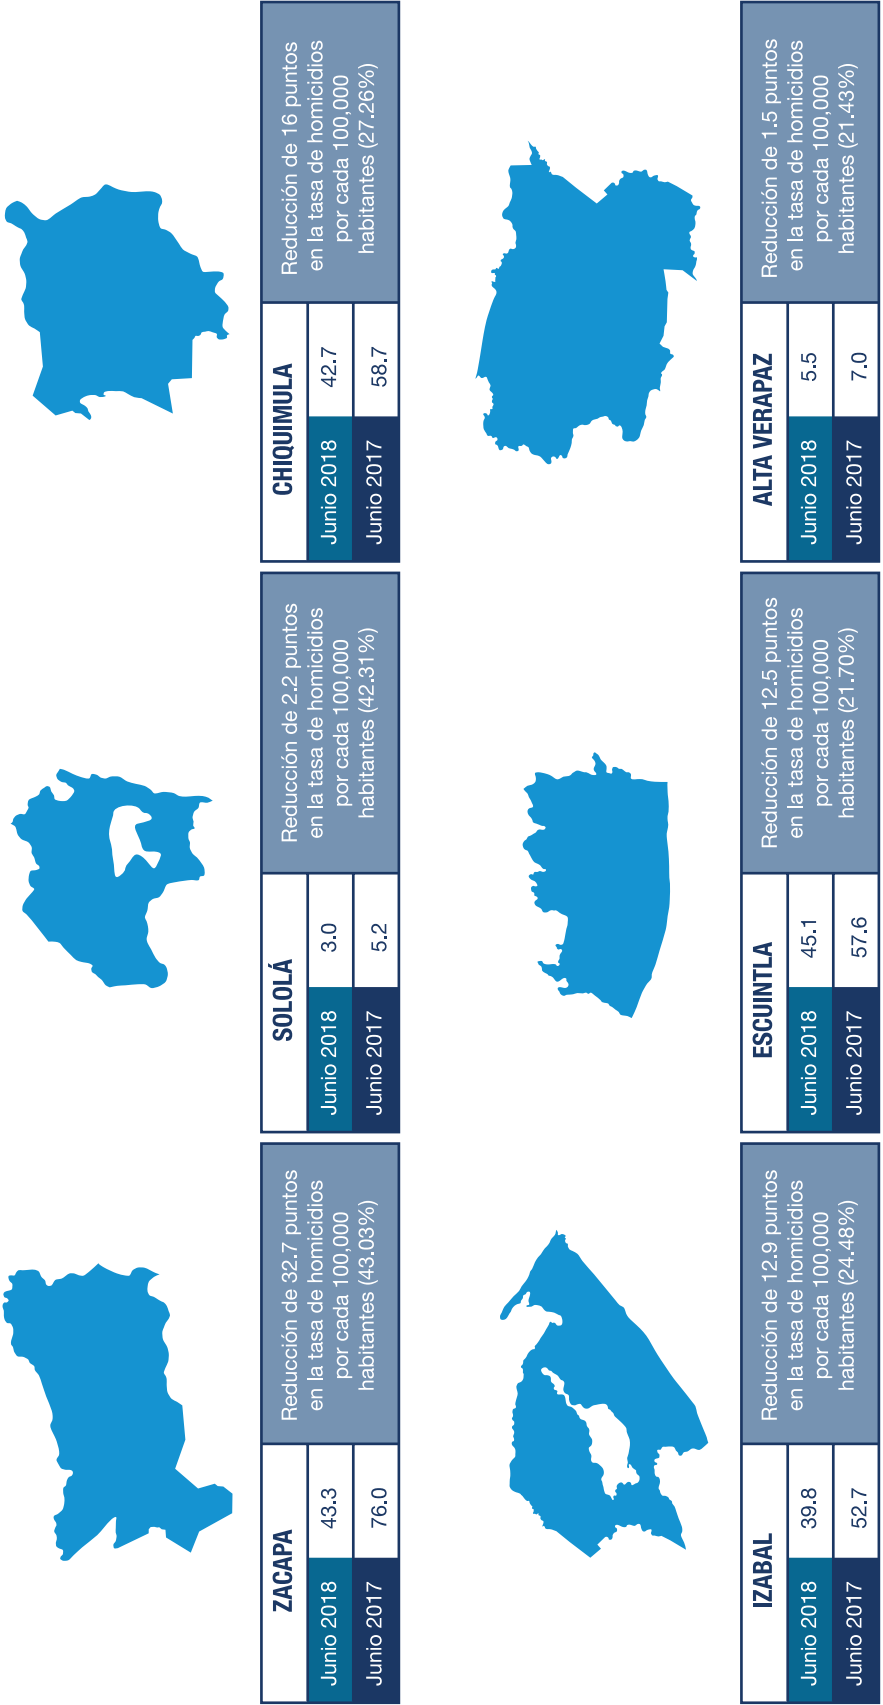 ZACAPA
Junio 2018 43.3
Junio 2017 76.0
Reducción de 32.7 puntos
en la tasa de homicidios
por cada 100,000
habitantes (43.03%)
SOLOLÁ
Junio 2018 3.0
Junio 2017 5.2
Reducción de 2.2 puntos
en la tasa de homicidios
por cada 100,000
habitantes (42.31%)
CHIQUIMULA
Junio 2018 42.7
Junio 2017 58.7
Reducción de 16 puntos
en la tasa de homicidios
por cada 100,000
habitantes (27.26%)
IZABAL
Junio 2018 39.8
Junio 2017 52.7
Reducción de 12.9 puntos
en la tasa de homicidios
por cada 100,000
habitantes (24.48%)
ESCUINTLA
Junio 2018 45.1
Junio 2017 57.6
Reducción de 12.5 puntos
en la tasa de homicidios
por cada 100,000
habitantes (21.70%)
ALTA VERAPAZ
Junio 2018 5.5
Junio 2017 7.0
Reducción de 1.5 puntos
en la tasa de homicidios
por cada 100,000
habitantes (21.43%)